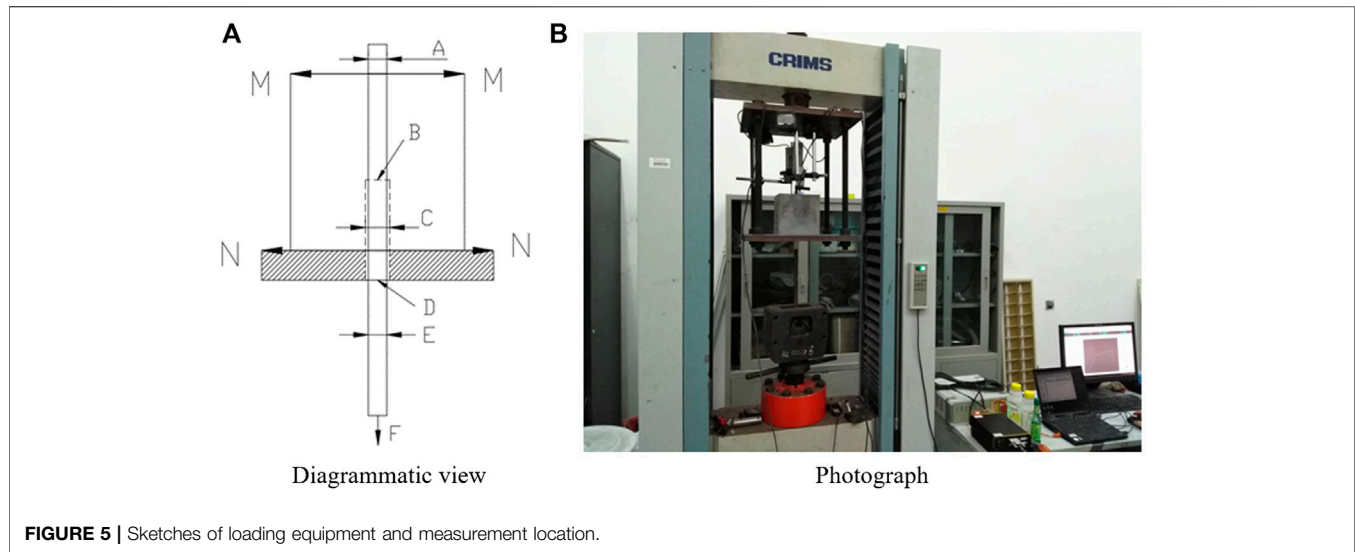 A
B
A
M
M
B
C
N
N
D
E
F
CRIMS
Diagrammatic view
Photograph
FIGURE 5 | Sketches of loading equipment and measurement location.